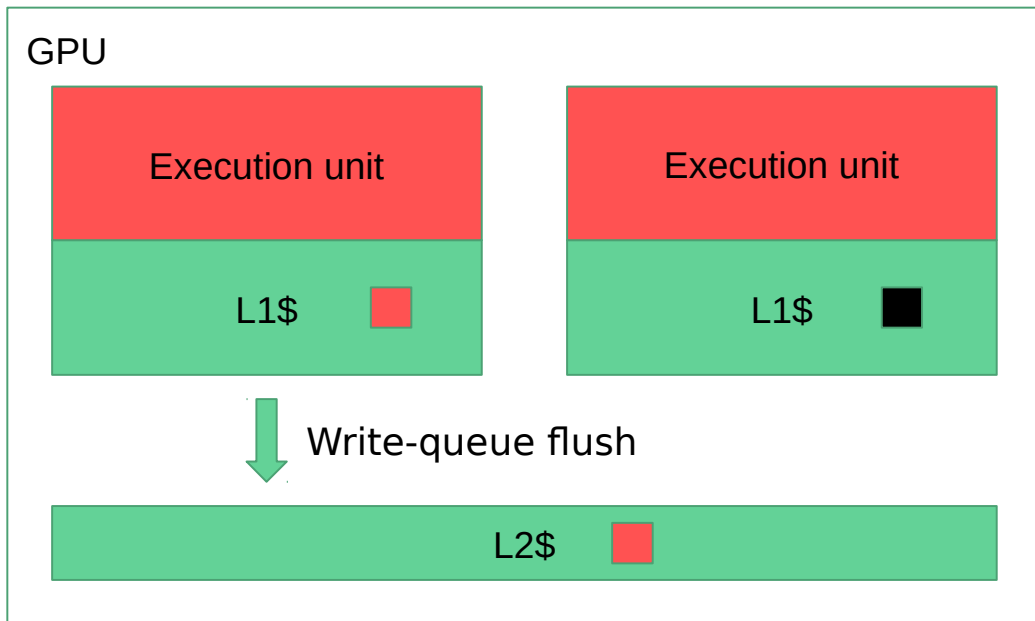 GPU
Execution unit
Execution unit
L1$
L1$
Write-queue flush
L2$